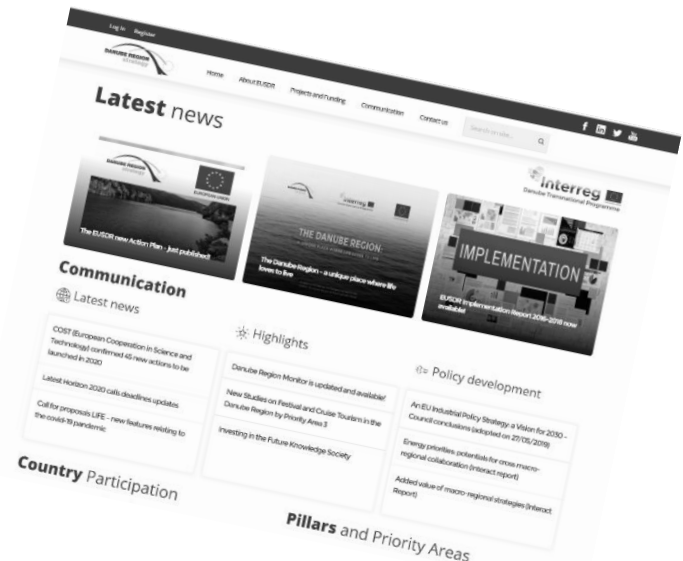 Log in Register
DANUBE REGION
strategy
Home About EUSDR Projects and Funding Communication Contact us Search on site...
Latest news
Interreg
Danube Transnational Programme
EUROPEAN UNION
The EUSDR new Action Plan - just published!
THE DANUBE REGION:
The Danube Region - a unique place where life
loves to live
IMPLEMENTATION
EUSDR Implementation Report 2016-2018 now
available!
Communication
Latest news
COST (European Cooperation in Science and
Technology) confirmed 45 new actions to be
launched in 2020
Latest Horizon 2020 calls deadlines updates
Call for proposals LIFE – new features relating to
the covid-19 pandemic
Highlights
Danube Region Monitor is updated and available!
New Studies on Festival and Cruise Tourism in the
Danube Region by Priority Area 3
Investing in the Future Knowledge Society
Policy development
An EU Industrial Policy Strategy: a Vision for 2030 -
Council conclusions (adopted on 27/05/2019)
Energy priorities: potentials for cross macro-
regional collaboration (Interact report)
Added value of macro-regional strategies (Interact
Report)
Country Participation
Pillars and Priority Areas